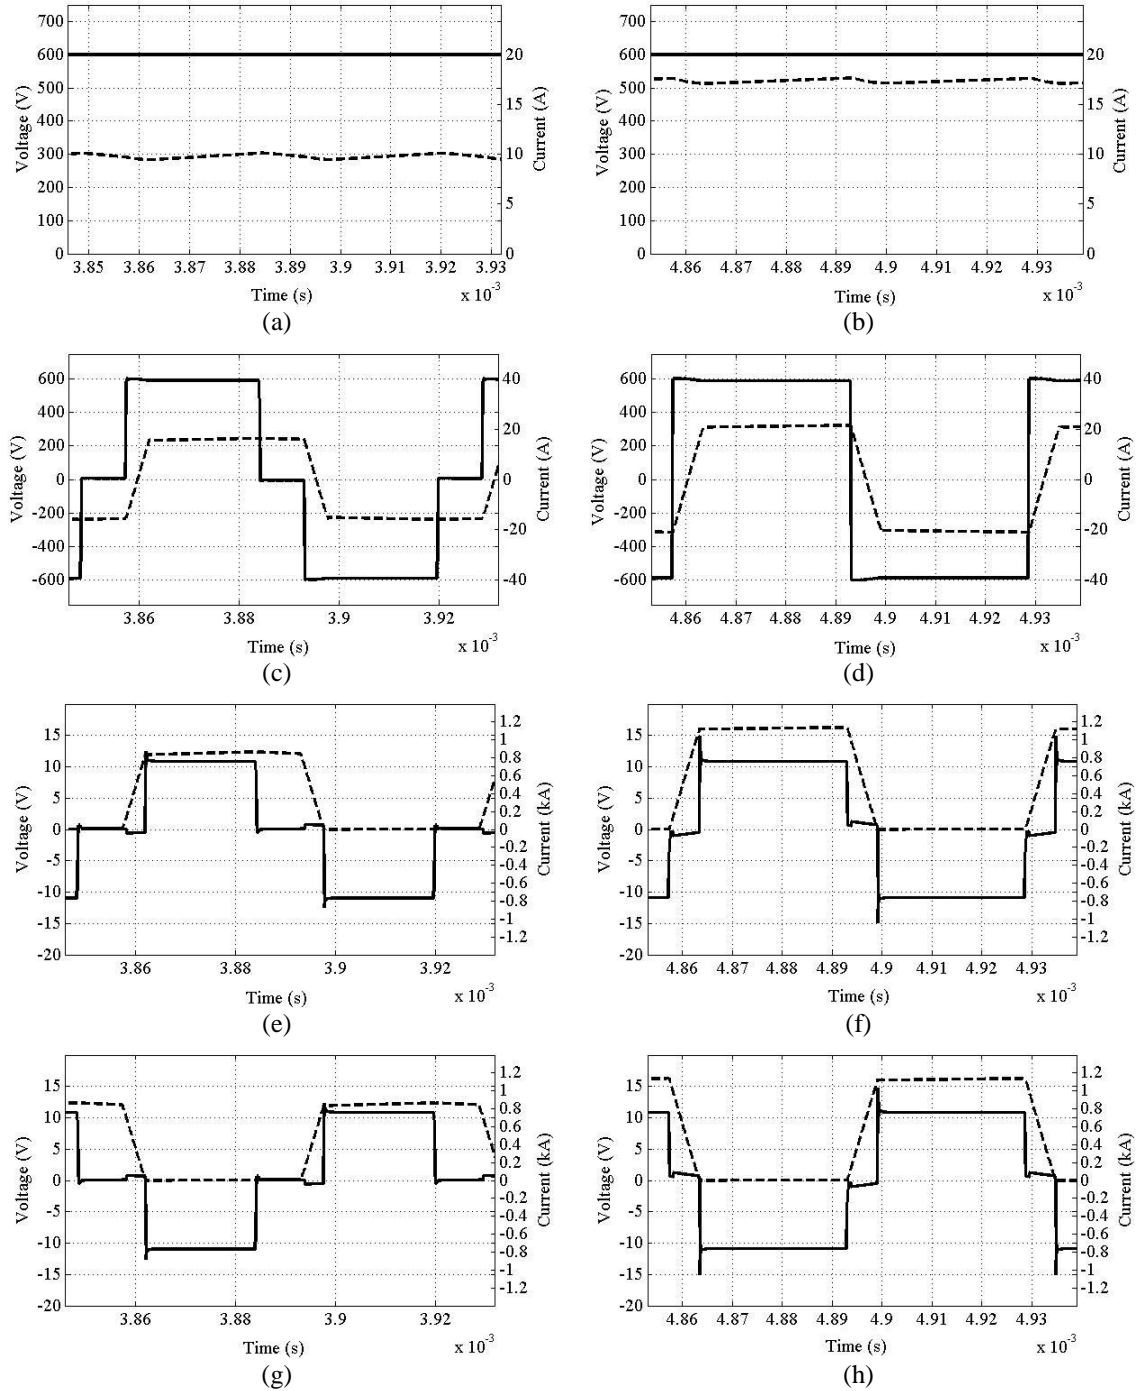 700
600
500
400
300
200
100
0
Voltage (V)
20
15
10
5
0
Current (A)
3.85 3.86 3.87 3.88 3.89 3.9 3.91 3.92 3.93
Time (s)
x 10⁻³
(a)
700
600
500
400
300
200
100
0
Voltage (V)
20
15
10
5
0
Current (A)
4.86 4.87 4.88 4.89 4.9 4.91 4.92 4.93
Time (s)
x 10⁻³
(b)
600
400
200
0
-200
-400
-600
Voltage (V)
40
20
0
-20
-40
Current (A)
3.86 3.88 3.9 3.92
Time (s)
x 10⁻³
(c)
600
400
200
0
-200
-400
-600
Voltage (V)
40
20
0
-20
-40
Current (A)
4.86 4.87 4.88 4.89 4.9 4.91 4.92 4.93
Time (s)
x 10⁻³
(d)
15
10
5
0
-5
-10
-15
-20
Voltage (V)
1.2
1
0.8
0.6
0.4
0.2
0
-0.2
-0.4
-0.6
-0.8
-1
-1.2
Current (kA)
3.86 3.88 3.9 3.92
Time (s)
x 10⁻³
(e)
15
10
5
0
-5
-10
-15
-20
Voltage (V)
1.2
1
0.8
0.6
0.4
0.2
0
-0.2
-0.4
-0.6
-0.8
-1
-1.2
Current (kA)
4.86 4.87 4.88 4.89 4.9 4.91 4.92 4.93
Time (s)
x 10⁻³
(f)
15
10
5
0
-5
-10
-15
-20
Voltage (V)
1.2
1
0.8
0.6
0.4
0.2
0
-0.2
-0.4
-0.6
-0.8
-1
-1.2
Current (kA)
3.86 3.88 3.9 3.92
Time (s)
x 10⁻³
(g)
15
10
5
0
-5
-10
-15
-20
Voltage (V)
1.2
1
0.8
0.6
0.4
0.2
0
-0.2
-0.4
-0.6
-0.8
-1
-1.2
Current (kA)
4.86 4.87 4.88 4.89 4.9 4.91 4.92 4.93
Time (s)
x 10⁻³
(h)